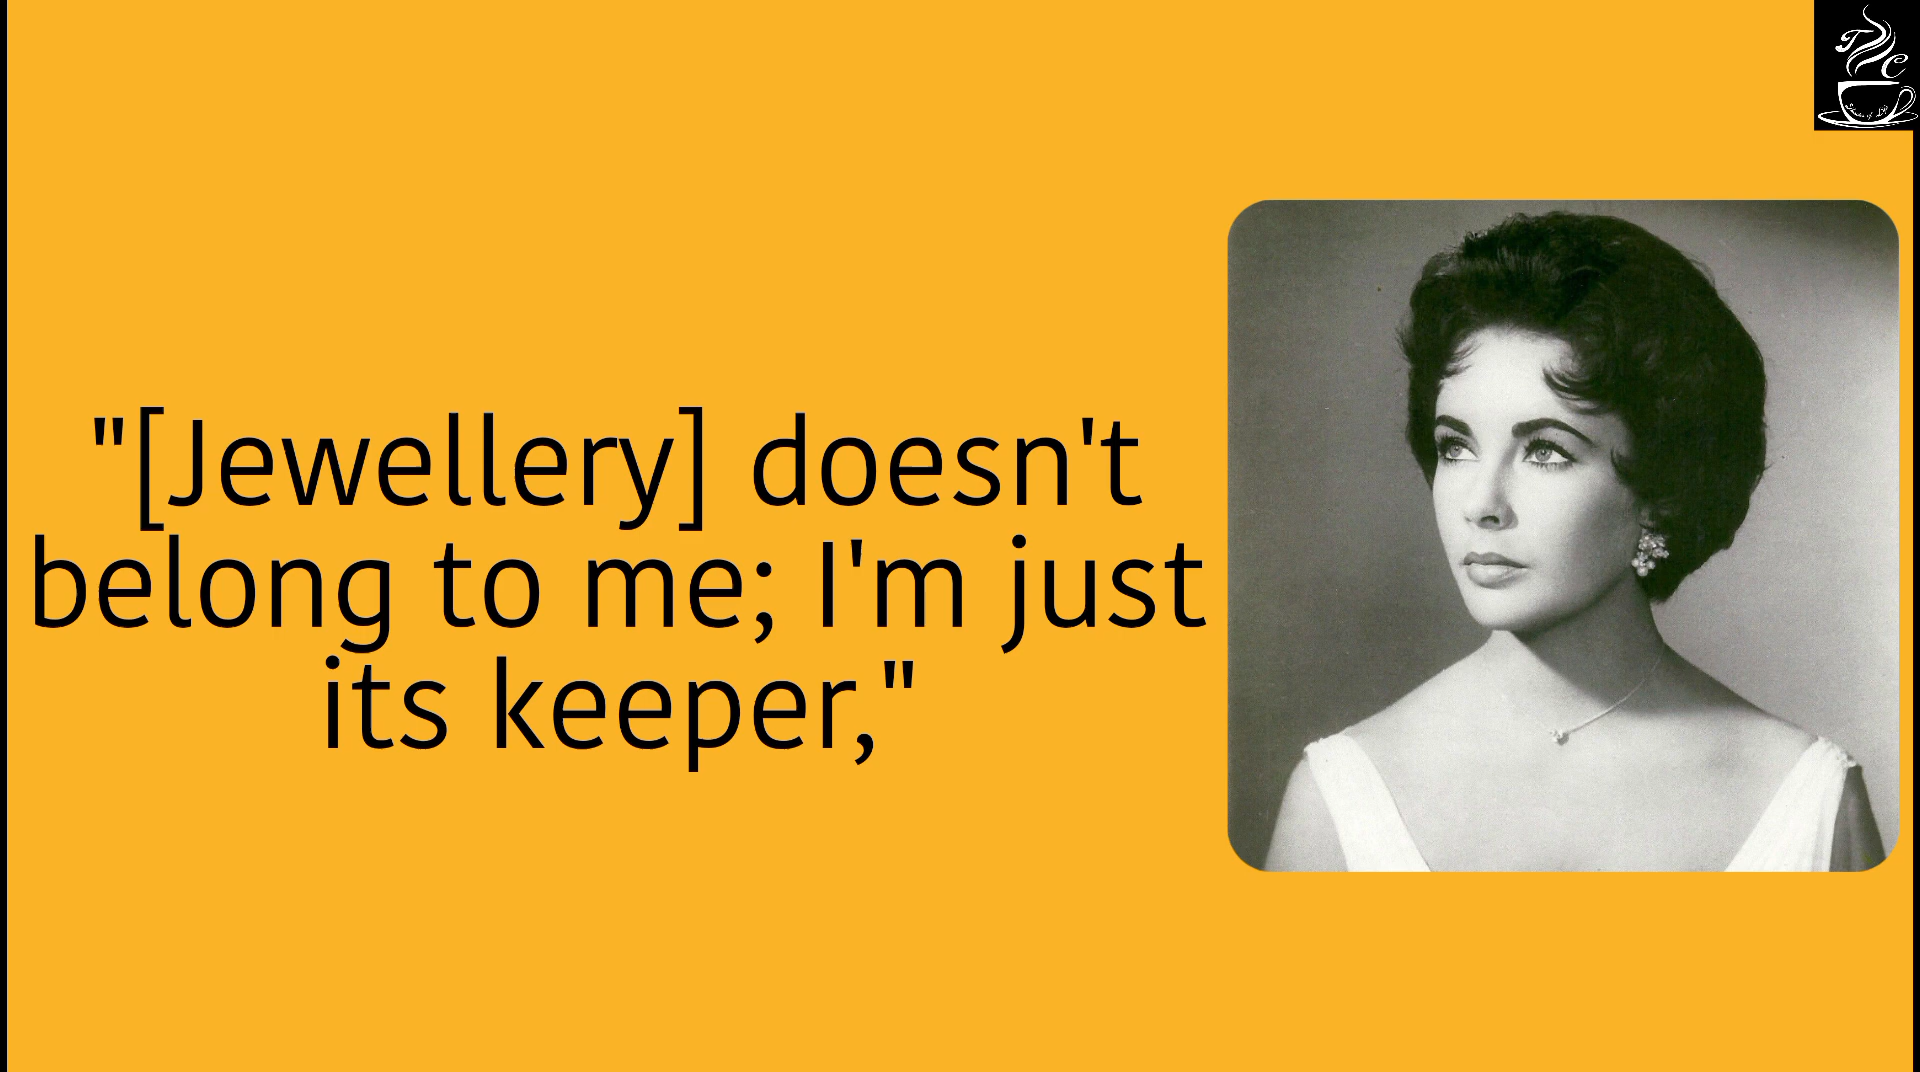 "[Jewellery] doesn't
belong to me; I'm just
its keeper,"
T
C